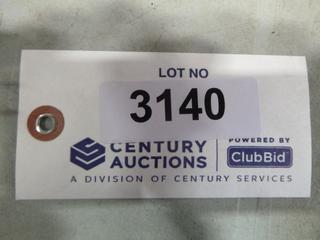 LOT NO
3140
CENTURY AUCTIONS
POWERED BY
ClubBid
A DIVISION OF CENTURY SERVICES